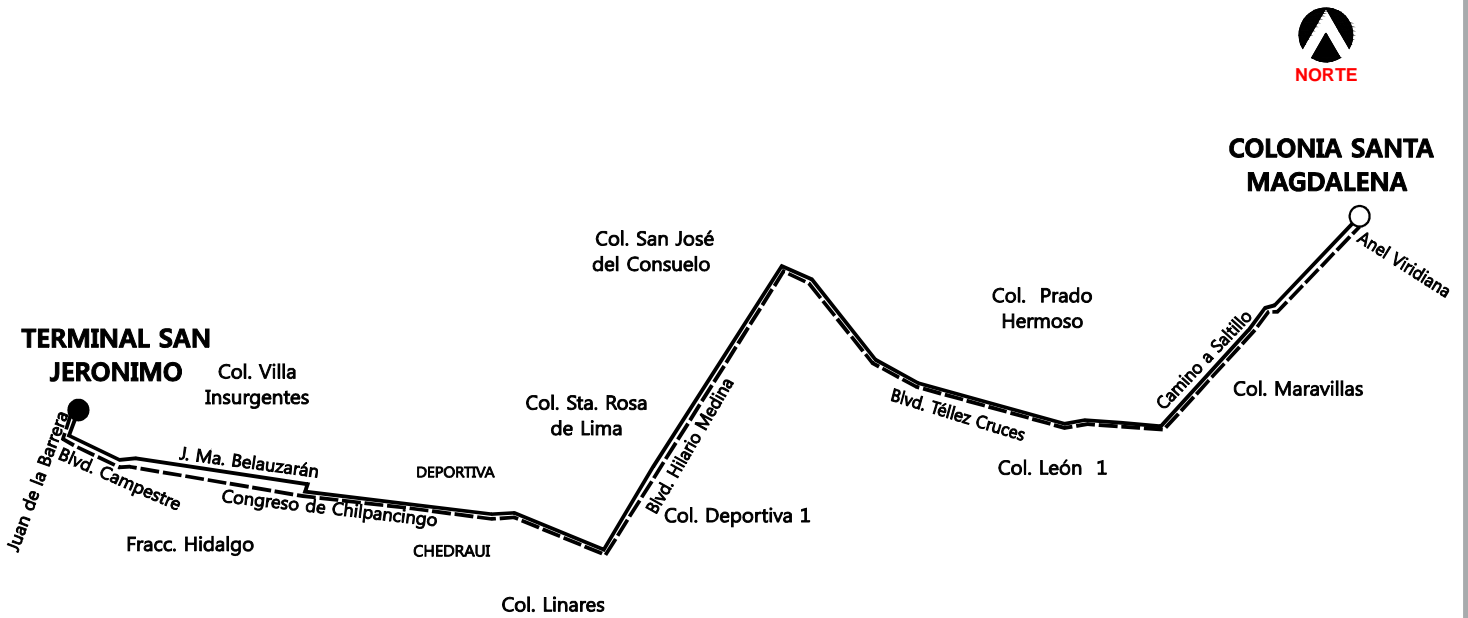 NORTE
COLONIA SANTA
MAGDALENA
Anel Viridiana
Col. San José
del Consuelo
Col.  Prado
Hermoso
Camino a Saltillo
TERMINAL SAN
JERONIMO
Col. Villa
Insurgentes
Col. Sta. Rosa
de Lima
Blvd. Hilario Medina
Blvd. Téllez Cruces
Col. Maravillas
Juan de la Barrera
Blvd. Campestre
J. Ma. Belauzarán
Congreso de Chilpancingo
DEPORTIVA
Col. León  1
Col. Deportiva 1
Fracc. Hidalgo
CHEDRAUI
Col. Linares